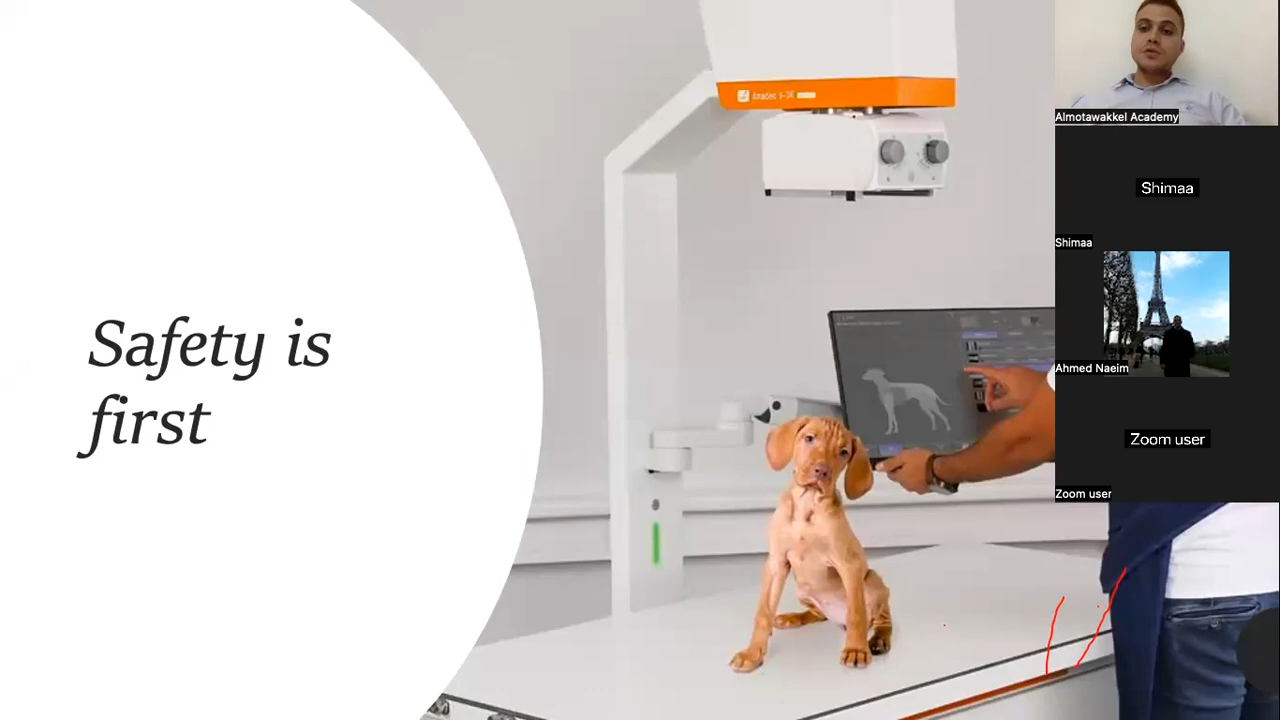 Safety is
first
Almotawakkel Academy
Shimaa
Shimaa
Ahmed Naeim
Zoom user
Zoom user